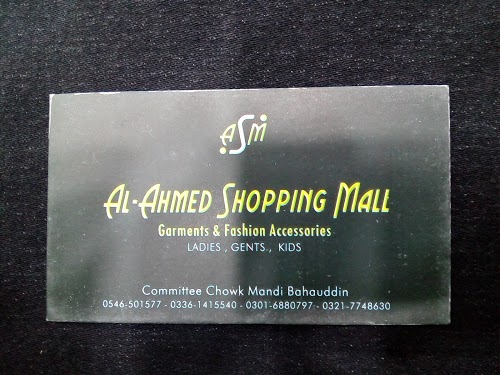 ASM
AL-AHMED SHOPPING MALL
Garments & Fashion Accessories
LADIES , GENTS., KIDS
Committee Chowk Mandi Bahauddin
0546-501577 - 0336-1415540 - 0301-6880797 - 0321-7748630